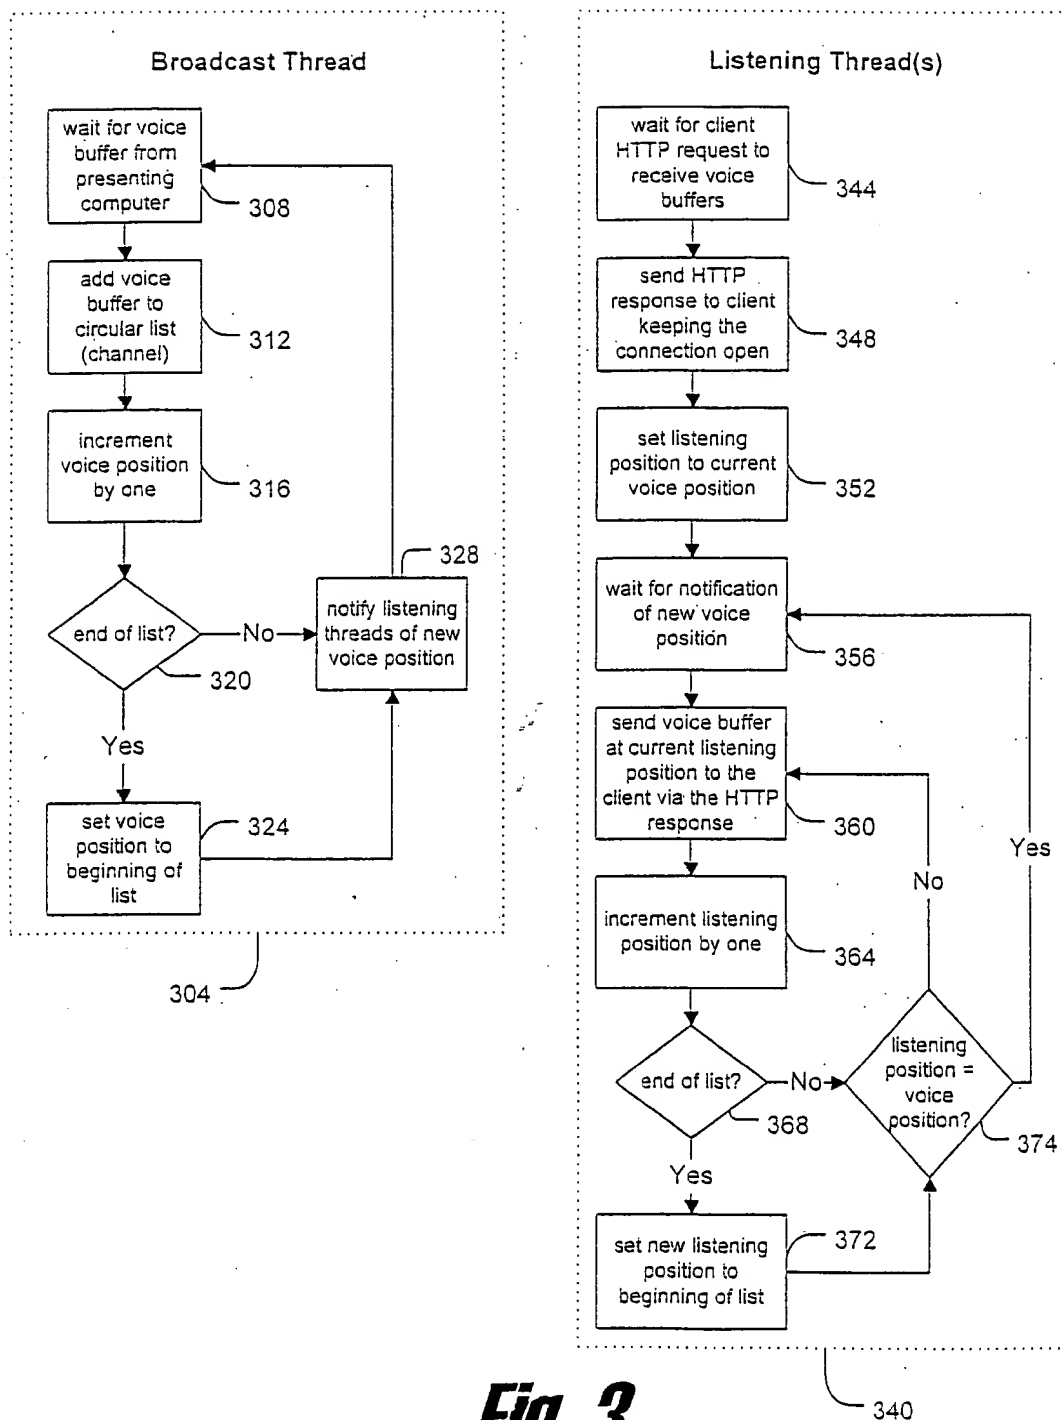 Broadcast Thread
wait for voice
buffer from
presenting
computer
308
add voice
buffer to
circular list
(channel)
312
increment
voice position
by one
316
end of list?
320
No
328
notify listening
threads of new
voice position
Yes
set voice
position to
beginning of
list
324
304
Listening Thread(s)
wait for client
HTTP request to
receive voice
buffers
344
send HTTP
response to client
keeping the
connection open
348
set listening
position to current
voice position
352
wait for notification
of new voice
position
356
send voice buffer
at current listening
position to the
client via the HTTP
response
360
increment listening
position by one
364
end of list?
368
No
listening
position =
voice
position?
374
No
Yes
Yes
set new listening
position to
beginning of list
372
340
Fig. 3